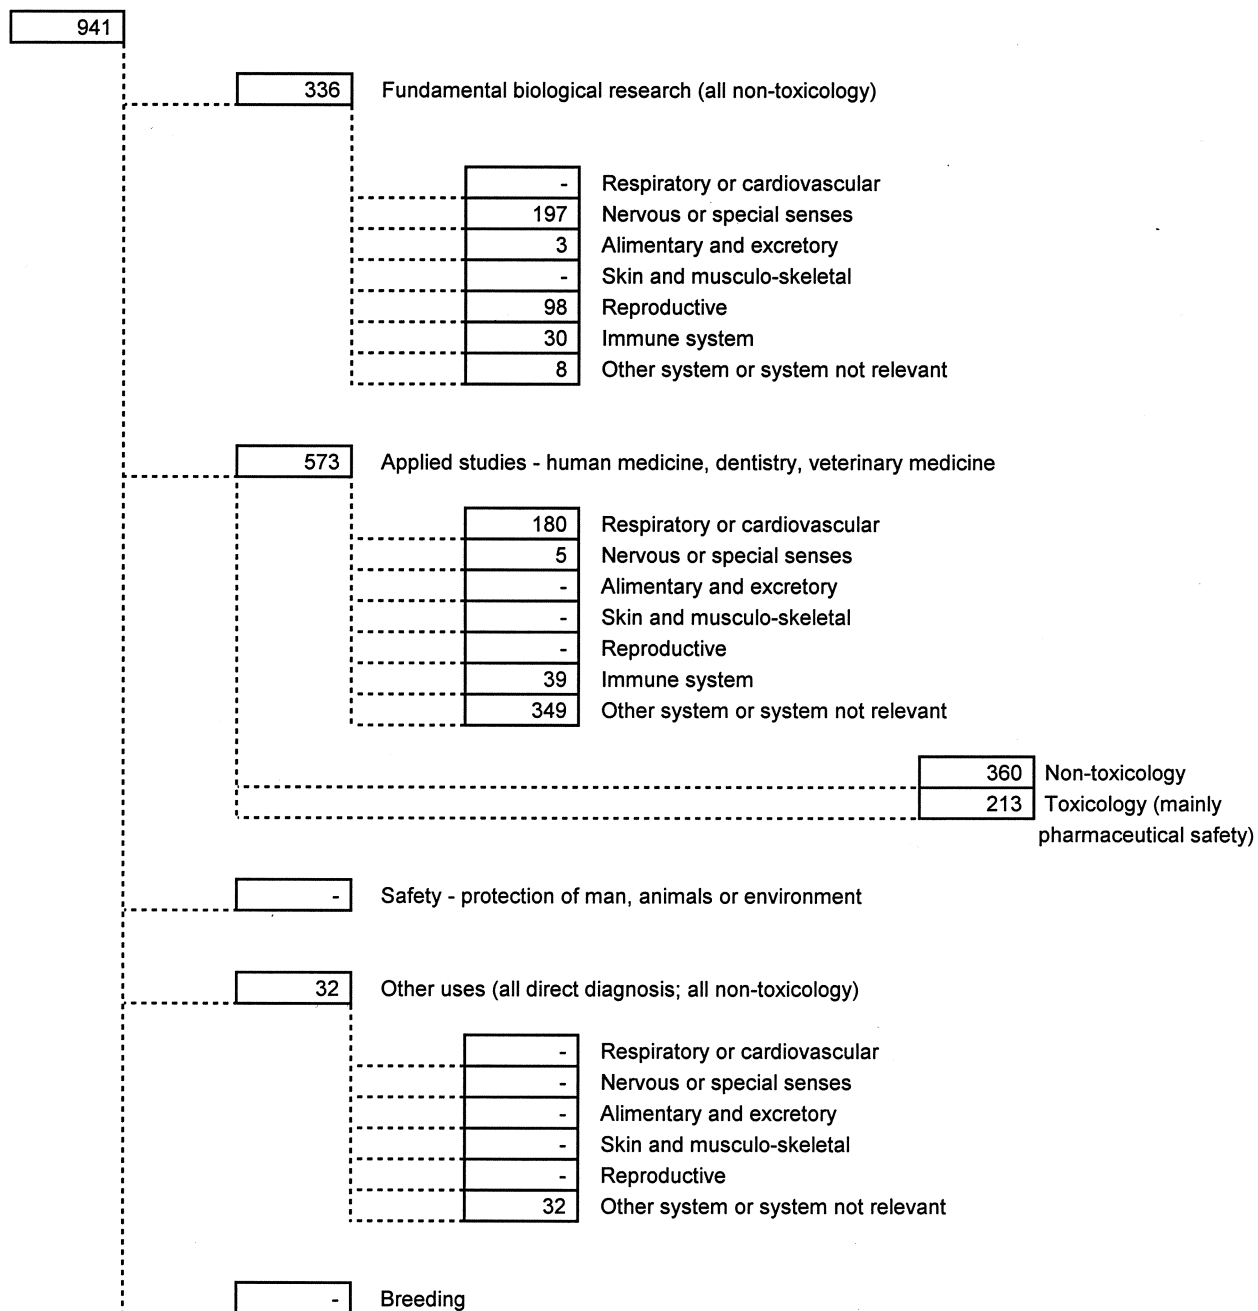 941
336 Fundamental biological research (all non-toxicology)
- Respiratory or cardiovascular
197 Nervous or special senses
3 Alimentary and excretory
- Skin and musculo-skeletal
98 Reproductive
30 Immune system
8 Other system or system not relevant
573 Applied studies - human medicine, dentistry, veterinary medicine
180 Respiratory or cardiovascular
5 Nervous or special senses
- Alimentary and excretory
- Skin and musculo-skeletal
- Reproductive
39 Immune system
349 Other system or system not relevant
360 Non-toxicology
213 Toxicology (mainly
pharmaceutical safety)
- Safety - protection of man, animals or environment
32 Other uses (all direct diagnosis; all non-toxicology)
- Respiratory or cardiovascular
- Nervous or special senses
- Alimentary and excretory
- Skin and musculo-skeletal
- Reproductive
32 Other system or system not relevant
- Breeding